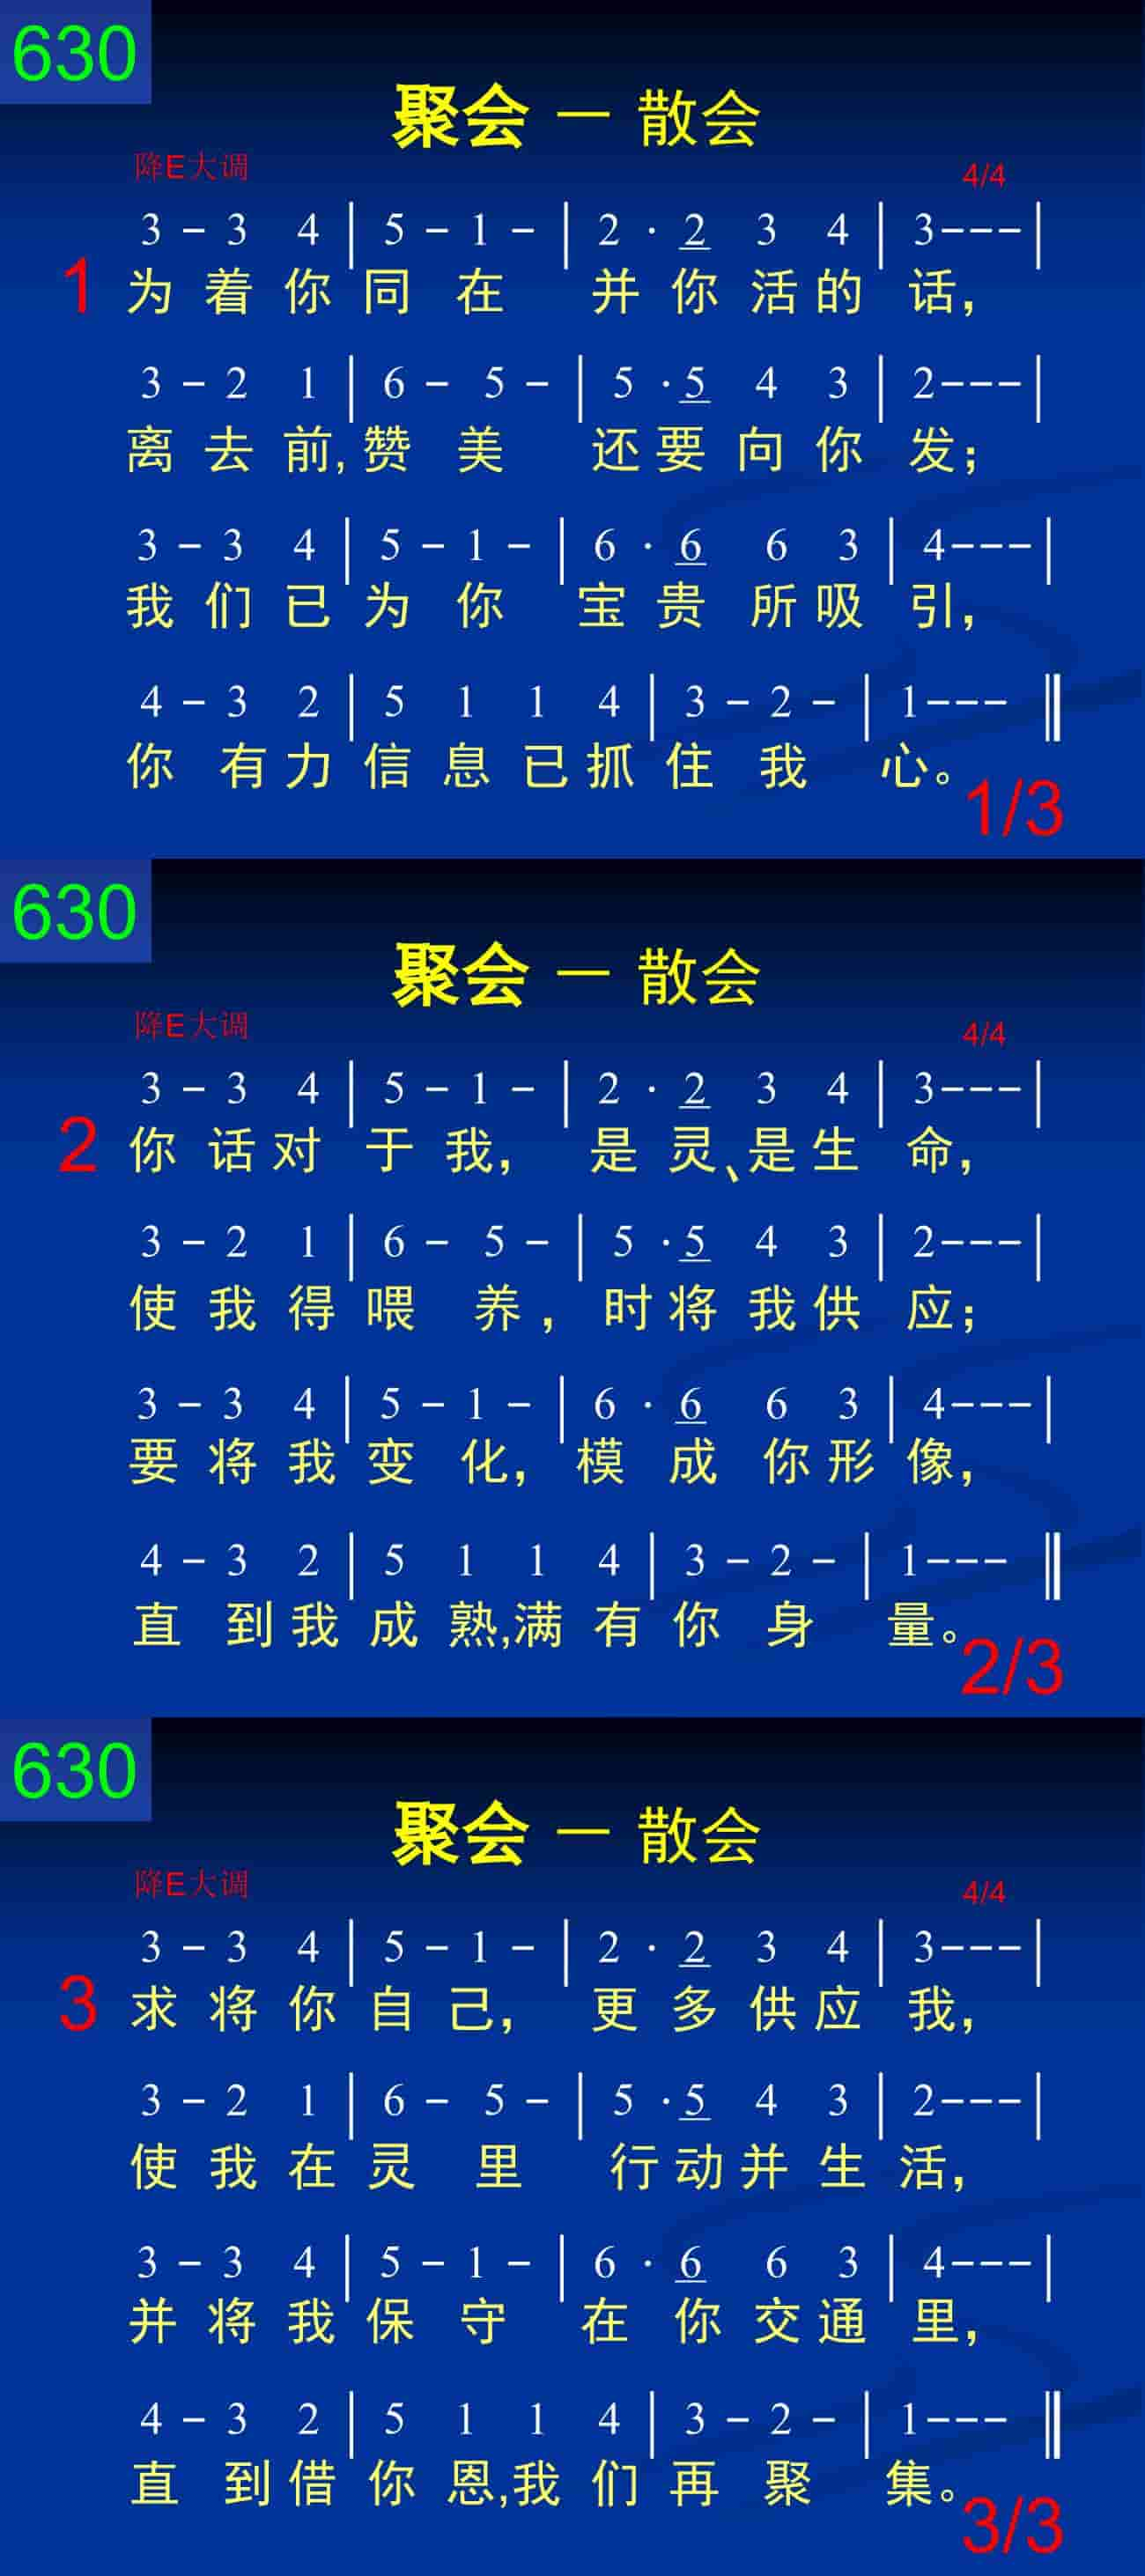 630
聚会 — 散会
降E大调 4/4
3 - 3 4 | 5 - 1 - | 2 · 2 3 4 | 3--- |
1 为着你同在 并你活的话，
3 - 2 1 | 6 - 5 - | 5 ·5 4 3 | 2--- |
离去前,赞美 还要向你发；
3 - 3 4 | 5 - 1 - | 6 · 6 6 3 | 4--- |
我们已为你 宝贵所吸引，
4 - 3 2 | 5 1 1 4 | 3 - 2 - | 1--- ‖
你有力信息已抓住我心。
1/3
630
聚会 — 散会
降E大调 4/4
3 - 3 4 | 5 - 1 - | 2 · 2 3 4 | 3--- |
2 你话对于我，是灵、是生命，
3 - 2 1 | 6 - 5 - | 5 ·5 4 3 | 2--- |
使我得喂养，时将我供应；
3 - 3 4 | 5 - 1 - | 6 · 6 6 3 | 4--- |
要将我变化，模成你形像，
4 - 3 2 | 5 1 1 4 | 3 - 2 - | 1--- ‖
直到我成熟,满有你身量。
2/3
630
聚会 — 散会
降E大调 4/4
3 - 3 4 | 5 - 1 - | 2 · 2 3 4 | 3--- |
3 求将你自己，更多供应我，
3 - 2 1 | 6 - 5 - | 5 ·5 4 3 | 2--- |
使我在灵里 行动并生活，
3 - 3 4 | 5 - 1 - | 6 · 6 6 3 | 4--- |
并将我保守 在你交通里，
4 - 3 2 | 5 1 1 4 | 3 - 2 - | 1--- ‖
直到借你恩,我们再聚集。
3/3